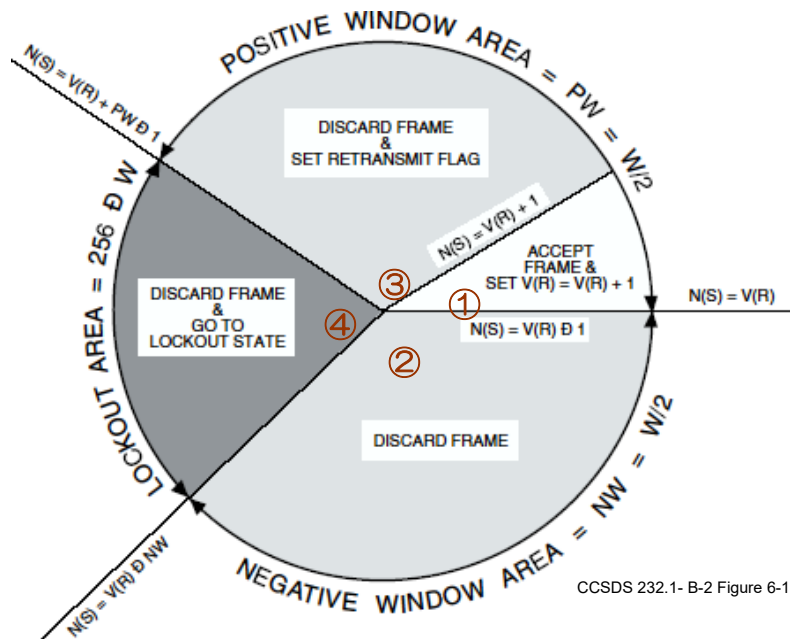 POSITIVE WINDOW AREA = PW = W/2
N(S) = V(R) + PW Ð 1
DISCARD FRAME
&
SET RETRANSMIT FLAG
N(S) = V(R) + 1
ACCEPT
FRAME &
SET V(R) = V(R) + 1
N(S) = V(R)
③
①
④
②
N(S) = V(R) Ð 1
LOCKOUT AREA = 256 Ð W
DISCARD FRAME
&
GO TO
LOCKOUT STATE
DISCARD FRAME
N(S) = V(R) Ð NW
NEGATIVE WINDOW AREA = NW = W/2
CCSDS 232.1- B-2 Figure 6-1